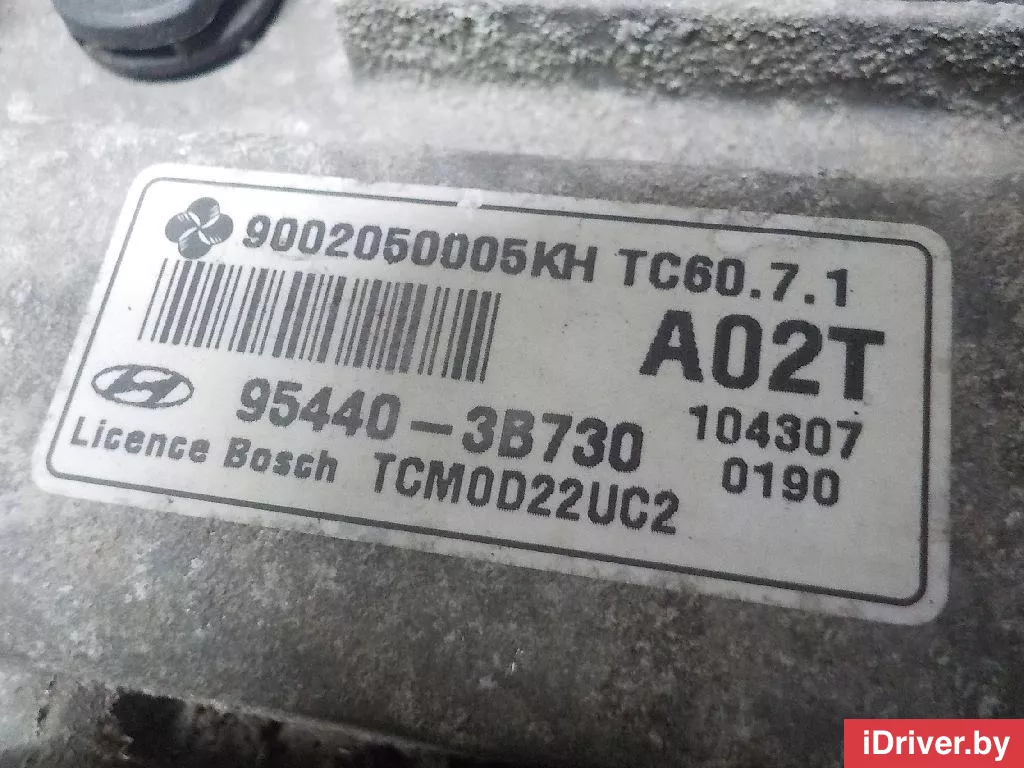 9002050005KH TC60.7.1
A02T
95440-3B730
104307
0190
Licence Bosch TCM0D22UC2
iDriver.by